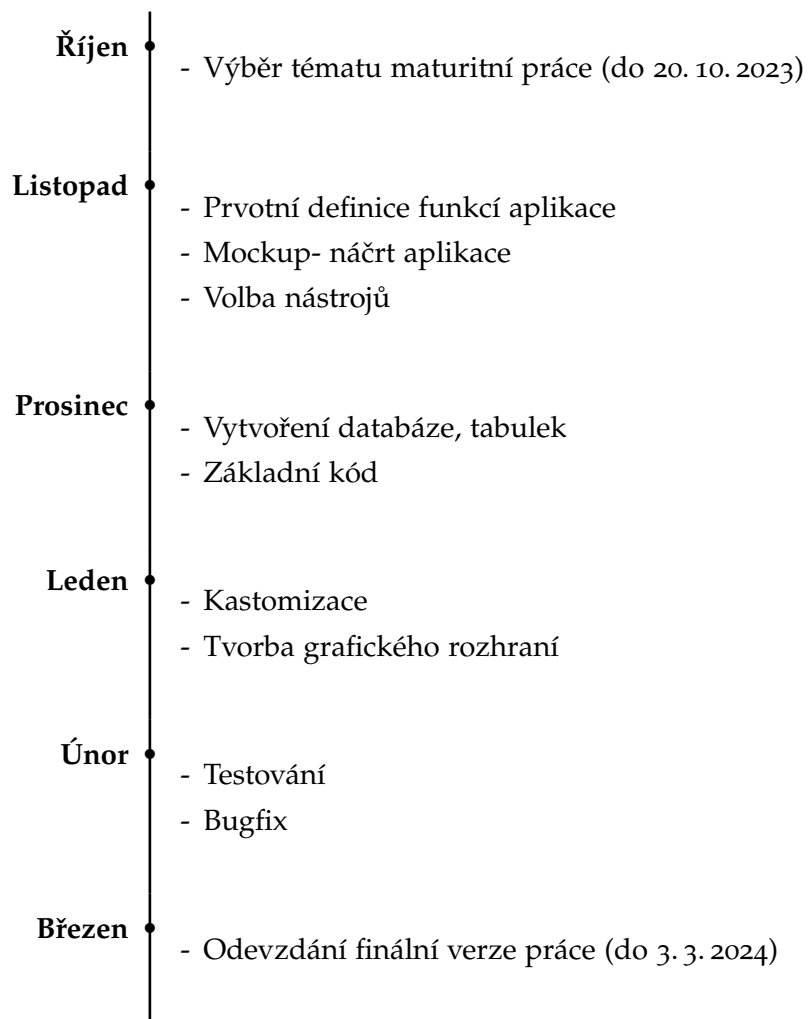 Říjen
- Výběr tématu maturitní práce (do 20. 10. 2023)
Listopad
- Prvotní definice funkcí aplikace
- Mockup- náčrt aplikace
- Volba nástrojů
Prosinec
- Vytvoření databáze, tabulek
- Základní kód
Leden
- Kastomizace
- Tvorba grafického rozhraní
Únor
- Testování
- Bugfix
Březen
- Odevzdání finální verze práce (do 3. 3. 2024)